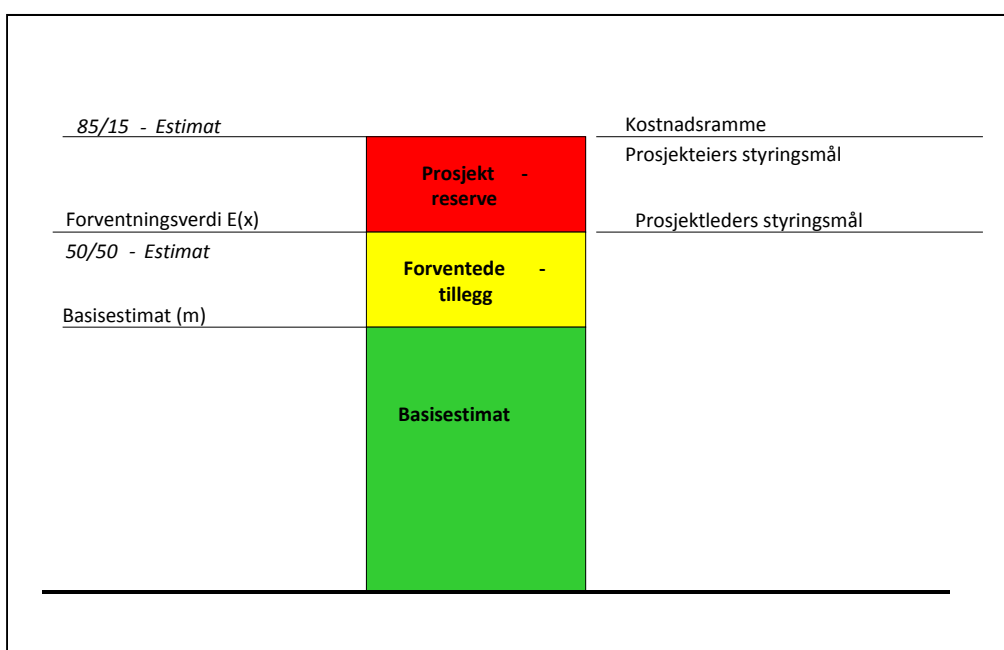 85/15 - Estimat
Kostnadsramme
Prosjekteiers styringsmål
Prosjekt -
reserve
Forventningsverdi E(x)
Prosjektleders styringsmål
50/50 - Estimat
Forventede -
tillegg
Basisestimat (m)
Basisestimat